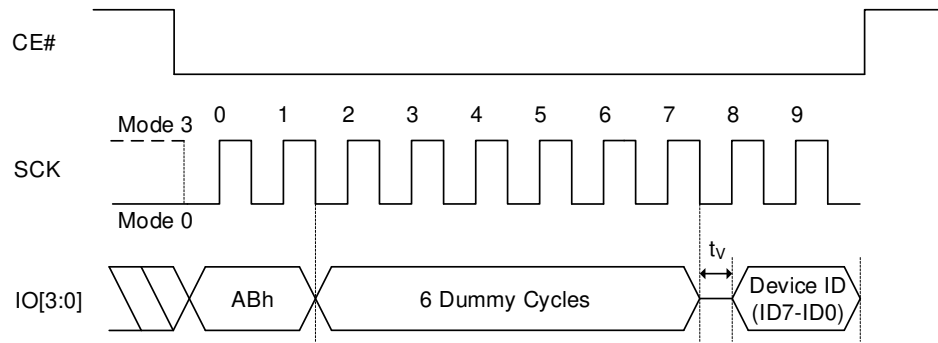 CE#
0 1 2 3 4 5 6 7 8 9
Mode 3
SCK
Mode 0
tV
IO[3:0]
ABh
6 Dummy Cycles
Device ID
(ID7-ID0)